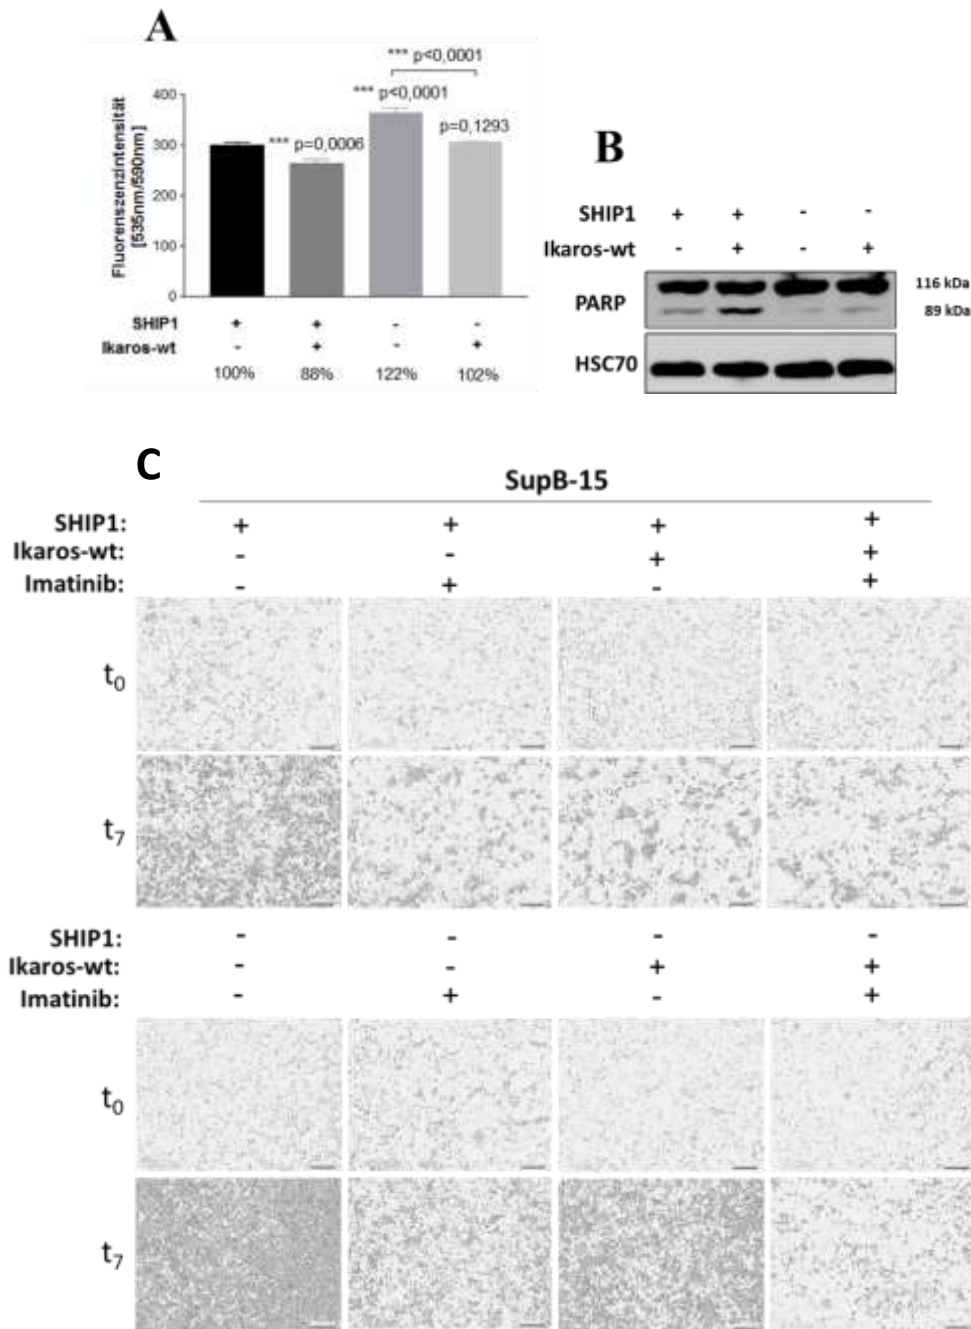 A
*** p<0,0001
*** p<0,0001
*** p=0,0006
p=0,1293
Fluorenszenzintensität
[535nm/590nm]
400
300
200
100
0
SHIP1 + + - -
Ikaros-wt - + - +
100% 88% 122% 102%
B
SHIP1 + + - -
Ikaros-wt - + - +
PARP 116 kDa
89 kDa
HSC70
C
SupB-15
SHIP1: + + + +
Ikaros-wt: - - + +
Imatinib: - + - +
t0
t7
SHIP1: - - - -
Ikaros-wt: - - + +
Imatinib: - + - +
t0
t7